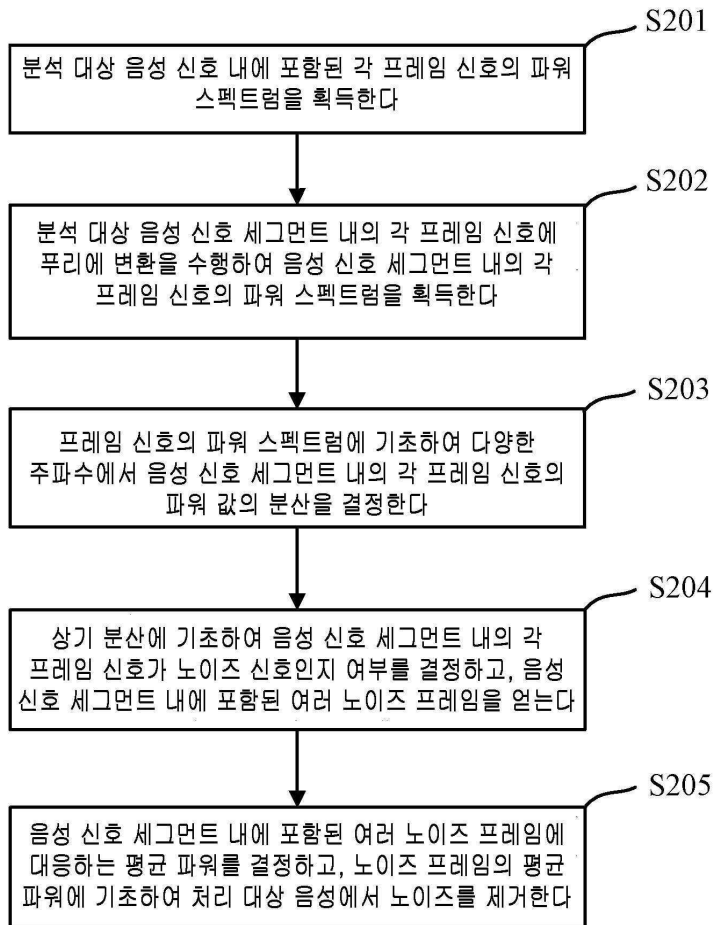 S201
분석 대상 음성 신호 내에 포함된 각 프레임 신호의 파워
스펙트럼을 획득한다
S202
분석 대상 음성 신호 세그먼트 내의 각 프레임 신호에
푸리에 변환을 수행하여 음성 신호 세그먼트 내의 각
프레임 신호의 파워 스펙트럼을 획득한다
S203
프레임 신호의 파워 스펙트럼에 기초하여 다양한
주파수에서 음성 신호 세그먼트 내의 각 프레임 신호의
파워 값의 분산을 결정한다
S204
상기 분산에 기초하여 음성 신호 세그먼트 내의 각
프레임 신호가 노이즈 신호인지 여부를 결정하고, 음성
신호 세그먼트 내에 포함된 여러 노이즈 프레임을 얻는다
S205
음성 신호 세그먼트 내에 포함된 여러 노이즈 프레임에
대응하는 평균 파워를 결정하고, 노이즈 프레임의 평균
파워에 기초하여 처리 대상 음성에서 노이즈를 제거한다